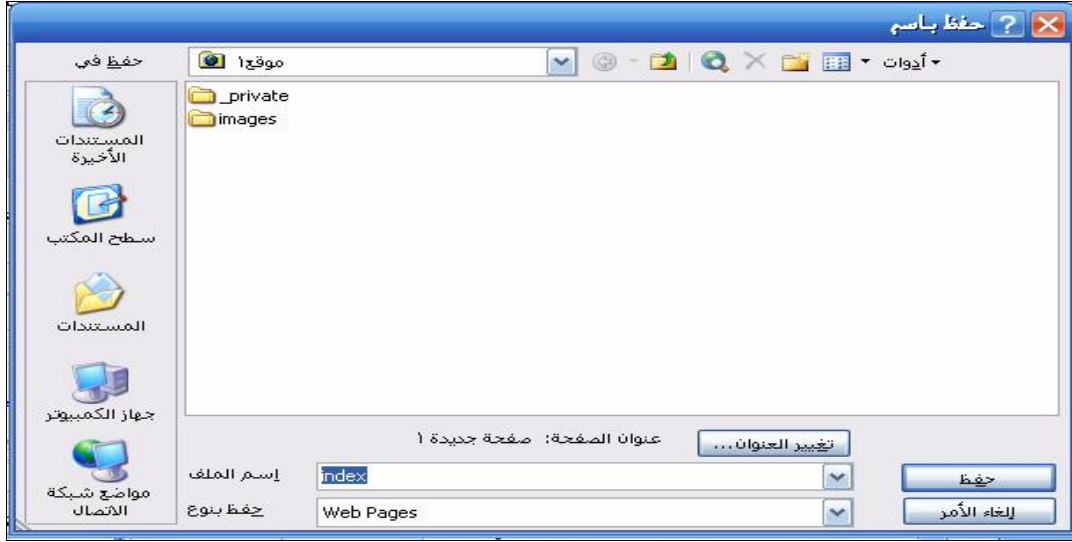 حفظ باسم
حفظ في
موقع١
أدوات
_private
images
المستندات
الأخيرة
سطح المكتب
المستندات
جهاز الكمبيوتر
مواضع شبكة
الاتصال
عنوان الصفحة: صفحة جديدة ١
تغيير العنوان...
إسم الملف
index
حفظ
حفظ بنوع
Web Pages
إلغاء الأمر